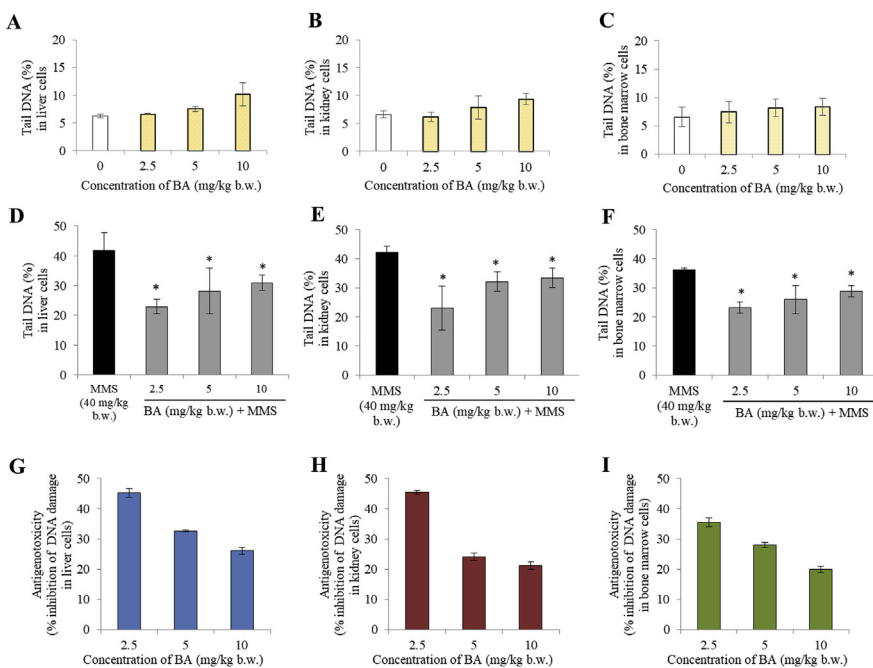 A
Tail DNA (%)
in liver cells
20
15
10
5
0
0 2.5 5 10
Concentration of BA (mg/kg b.w.)
B
Tail DNA (%)
in kidney cells
20
15
10
5
0
0 2.5 5 10
Concentration of BA (mg/kg b.w.)
C
Tail DNA (%)
in bone marrow cells
20
15
10
5
0
0 2.5 5 10
Concentration of BA (mg/kg b.w.)
D
Tail DNA (%)
in liver cells
50
40
30
20
10
0
* * *
MMS 2.5 5 10
(40 mg/kg
b.w.)
BA (mg/kg b.w.) + MMS
E
Tail DNA (%)
in kidney cells
50
40
30
20
10
0
* * *
MMS 2.5 5 10
(40 mg/kg
b.w.)
BA (mg/kg b.w.) + MMS
F
Tail DNA (%)
in bone marrow cells
50
40
30
20
10
0
* * *
MMS 2.5 5 10
(40 mg/kg
b.w.)
BA (mg/kg b.w.) + MMS
G
Antigenotoxicity
(% inhibition of DNA damage
in liver cells)
50
40
30
20
10
0
2.5 5 10
Concentration of BA (mg/kg b.w.)
H
Antigenotoxicity
(% inhibition of DNA damage
in kidney cells)
50
40
30
20
10
0
2.5 5 10
Concentration of BA (mg/kg b.w.)
I
Antigenotoxicity
(% inhibition of DNA damage
in bone marrow cells)
50
40
30
20
10
0
2.5 5 10
Concentration of BA (mg/kg b.w.)